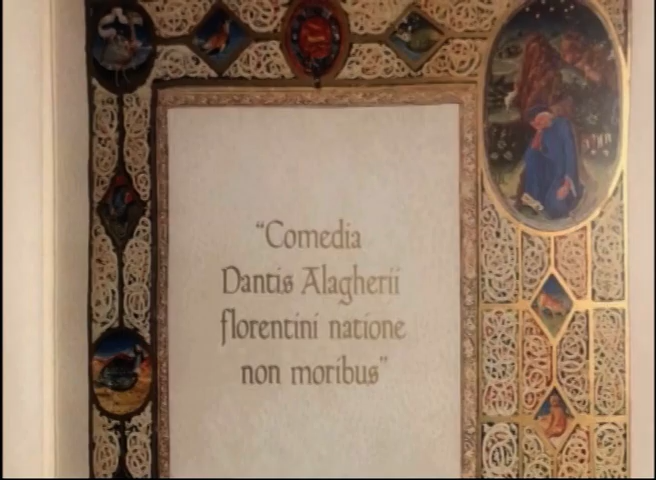 “Comedia
Dantis Alagherii
florentini natione
non moribus”